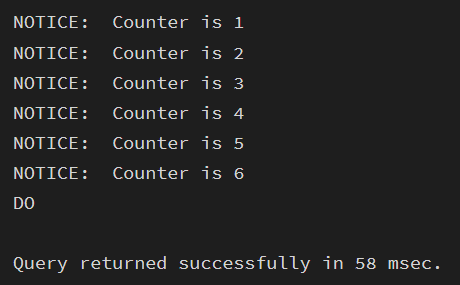 NOTICE:  Counter is 1
NOTICE:  Counter is 2
NOTICE:  Counter is 3
NOTICE:  Counter is 4
NOTICE:  Counter is 5
NOTICE:  Counter is 6
DO
Query returned successfully in 58 msec.